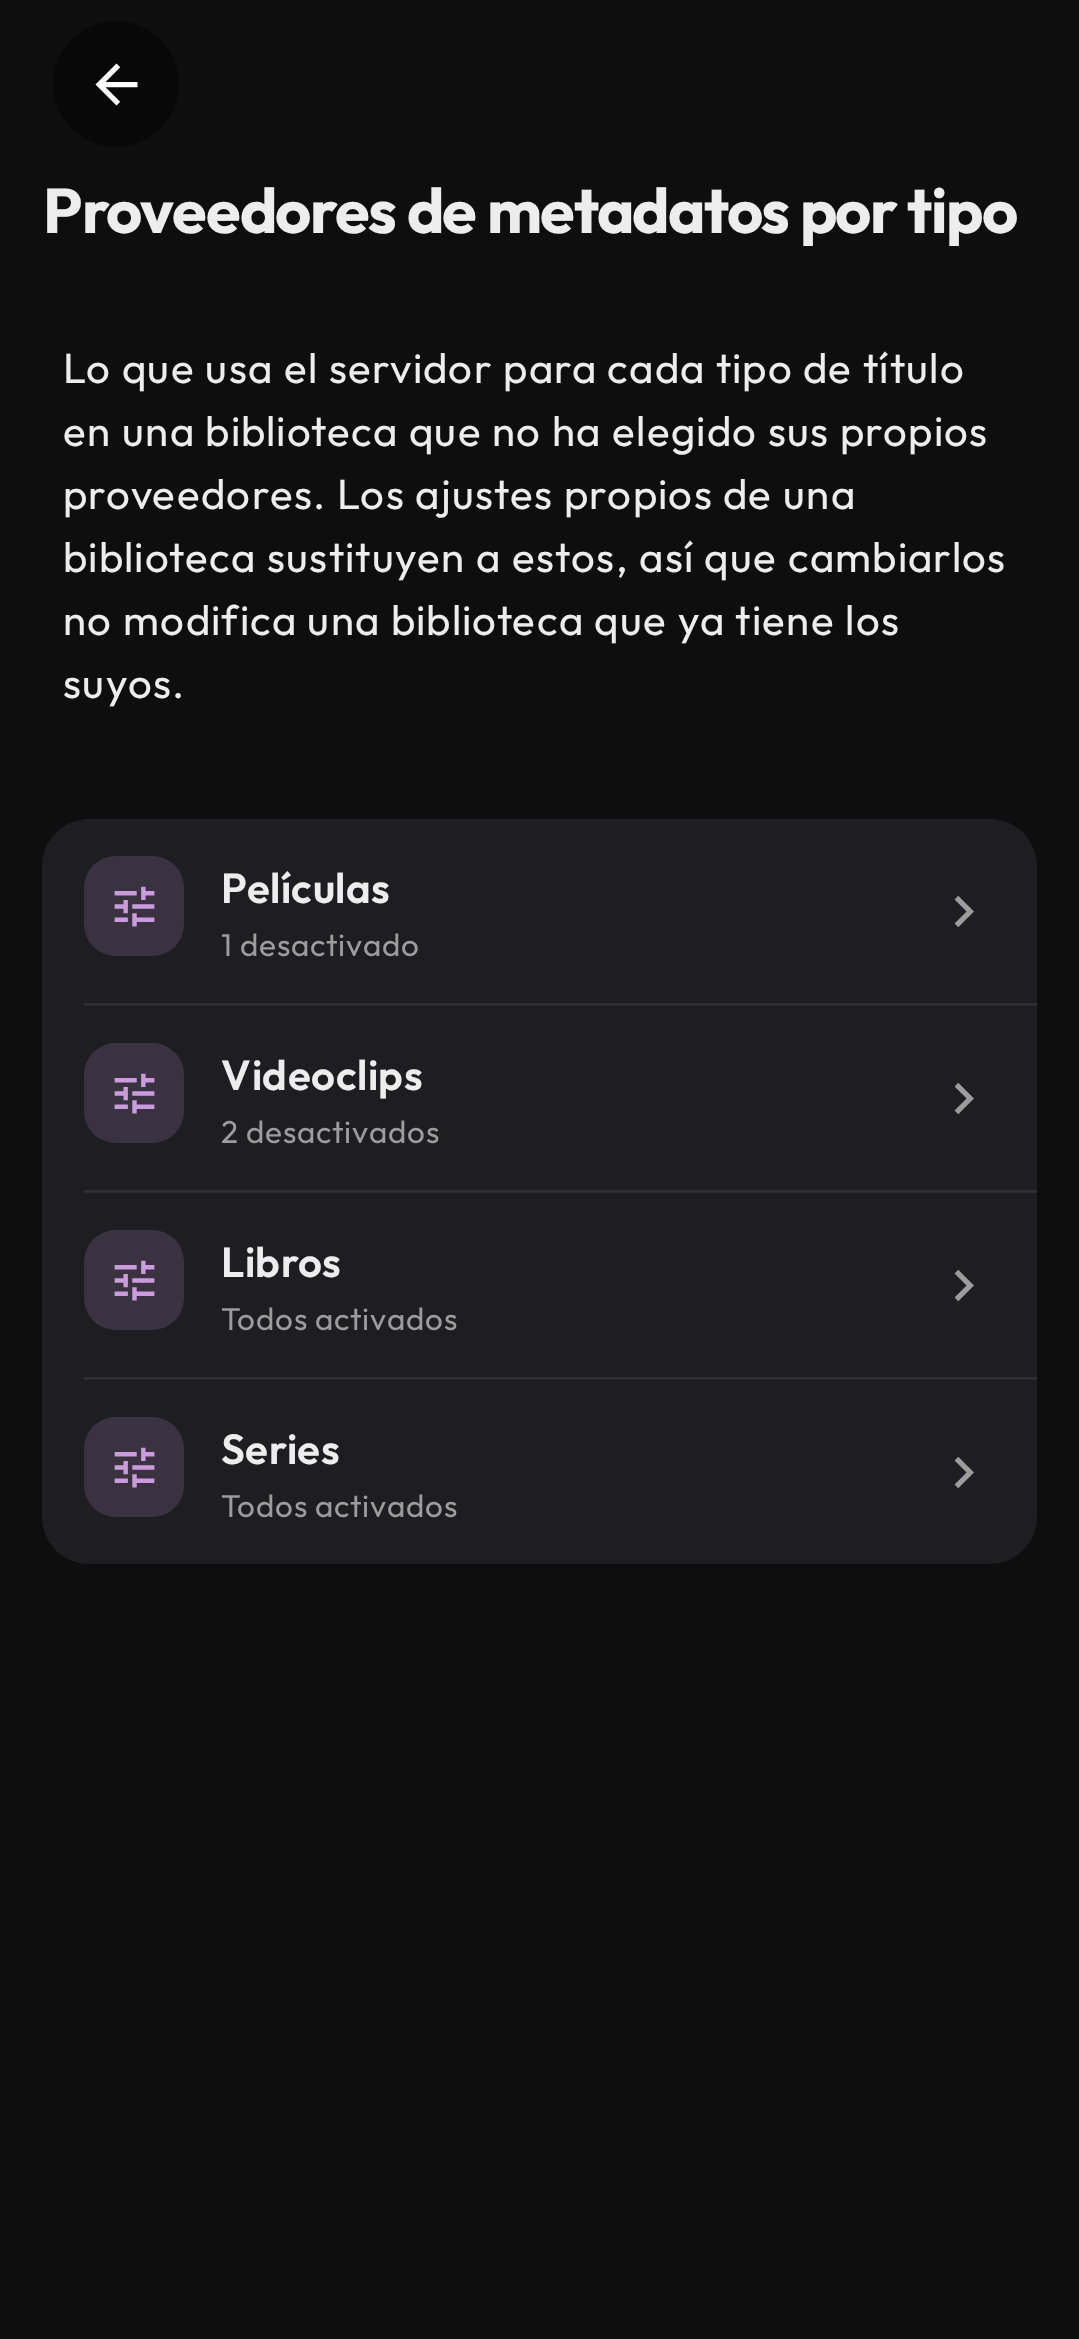 Proveedores de metadatos por tipo
Lo que usa el servidor para cada tipo de título
en una biblioteca que no ha elegido sus propios
proveedores. Los ajustes propios de una
biblioteca sustituyen a estos, así que cambiarlos
no modifica una biblioteca que ya tiene los
suyos.
Películas
1 desactivado
Videoclips
2 desactivados
Libros
Todos activados
Series
Todos activados